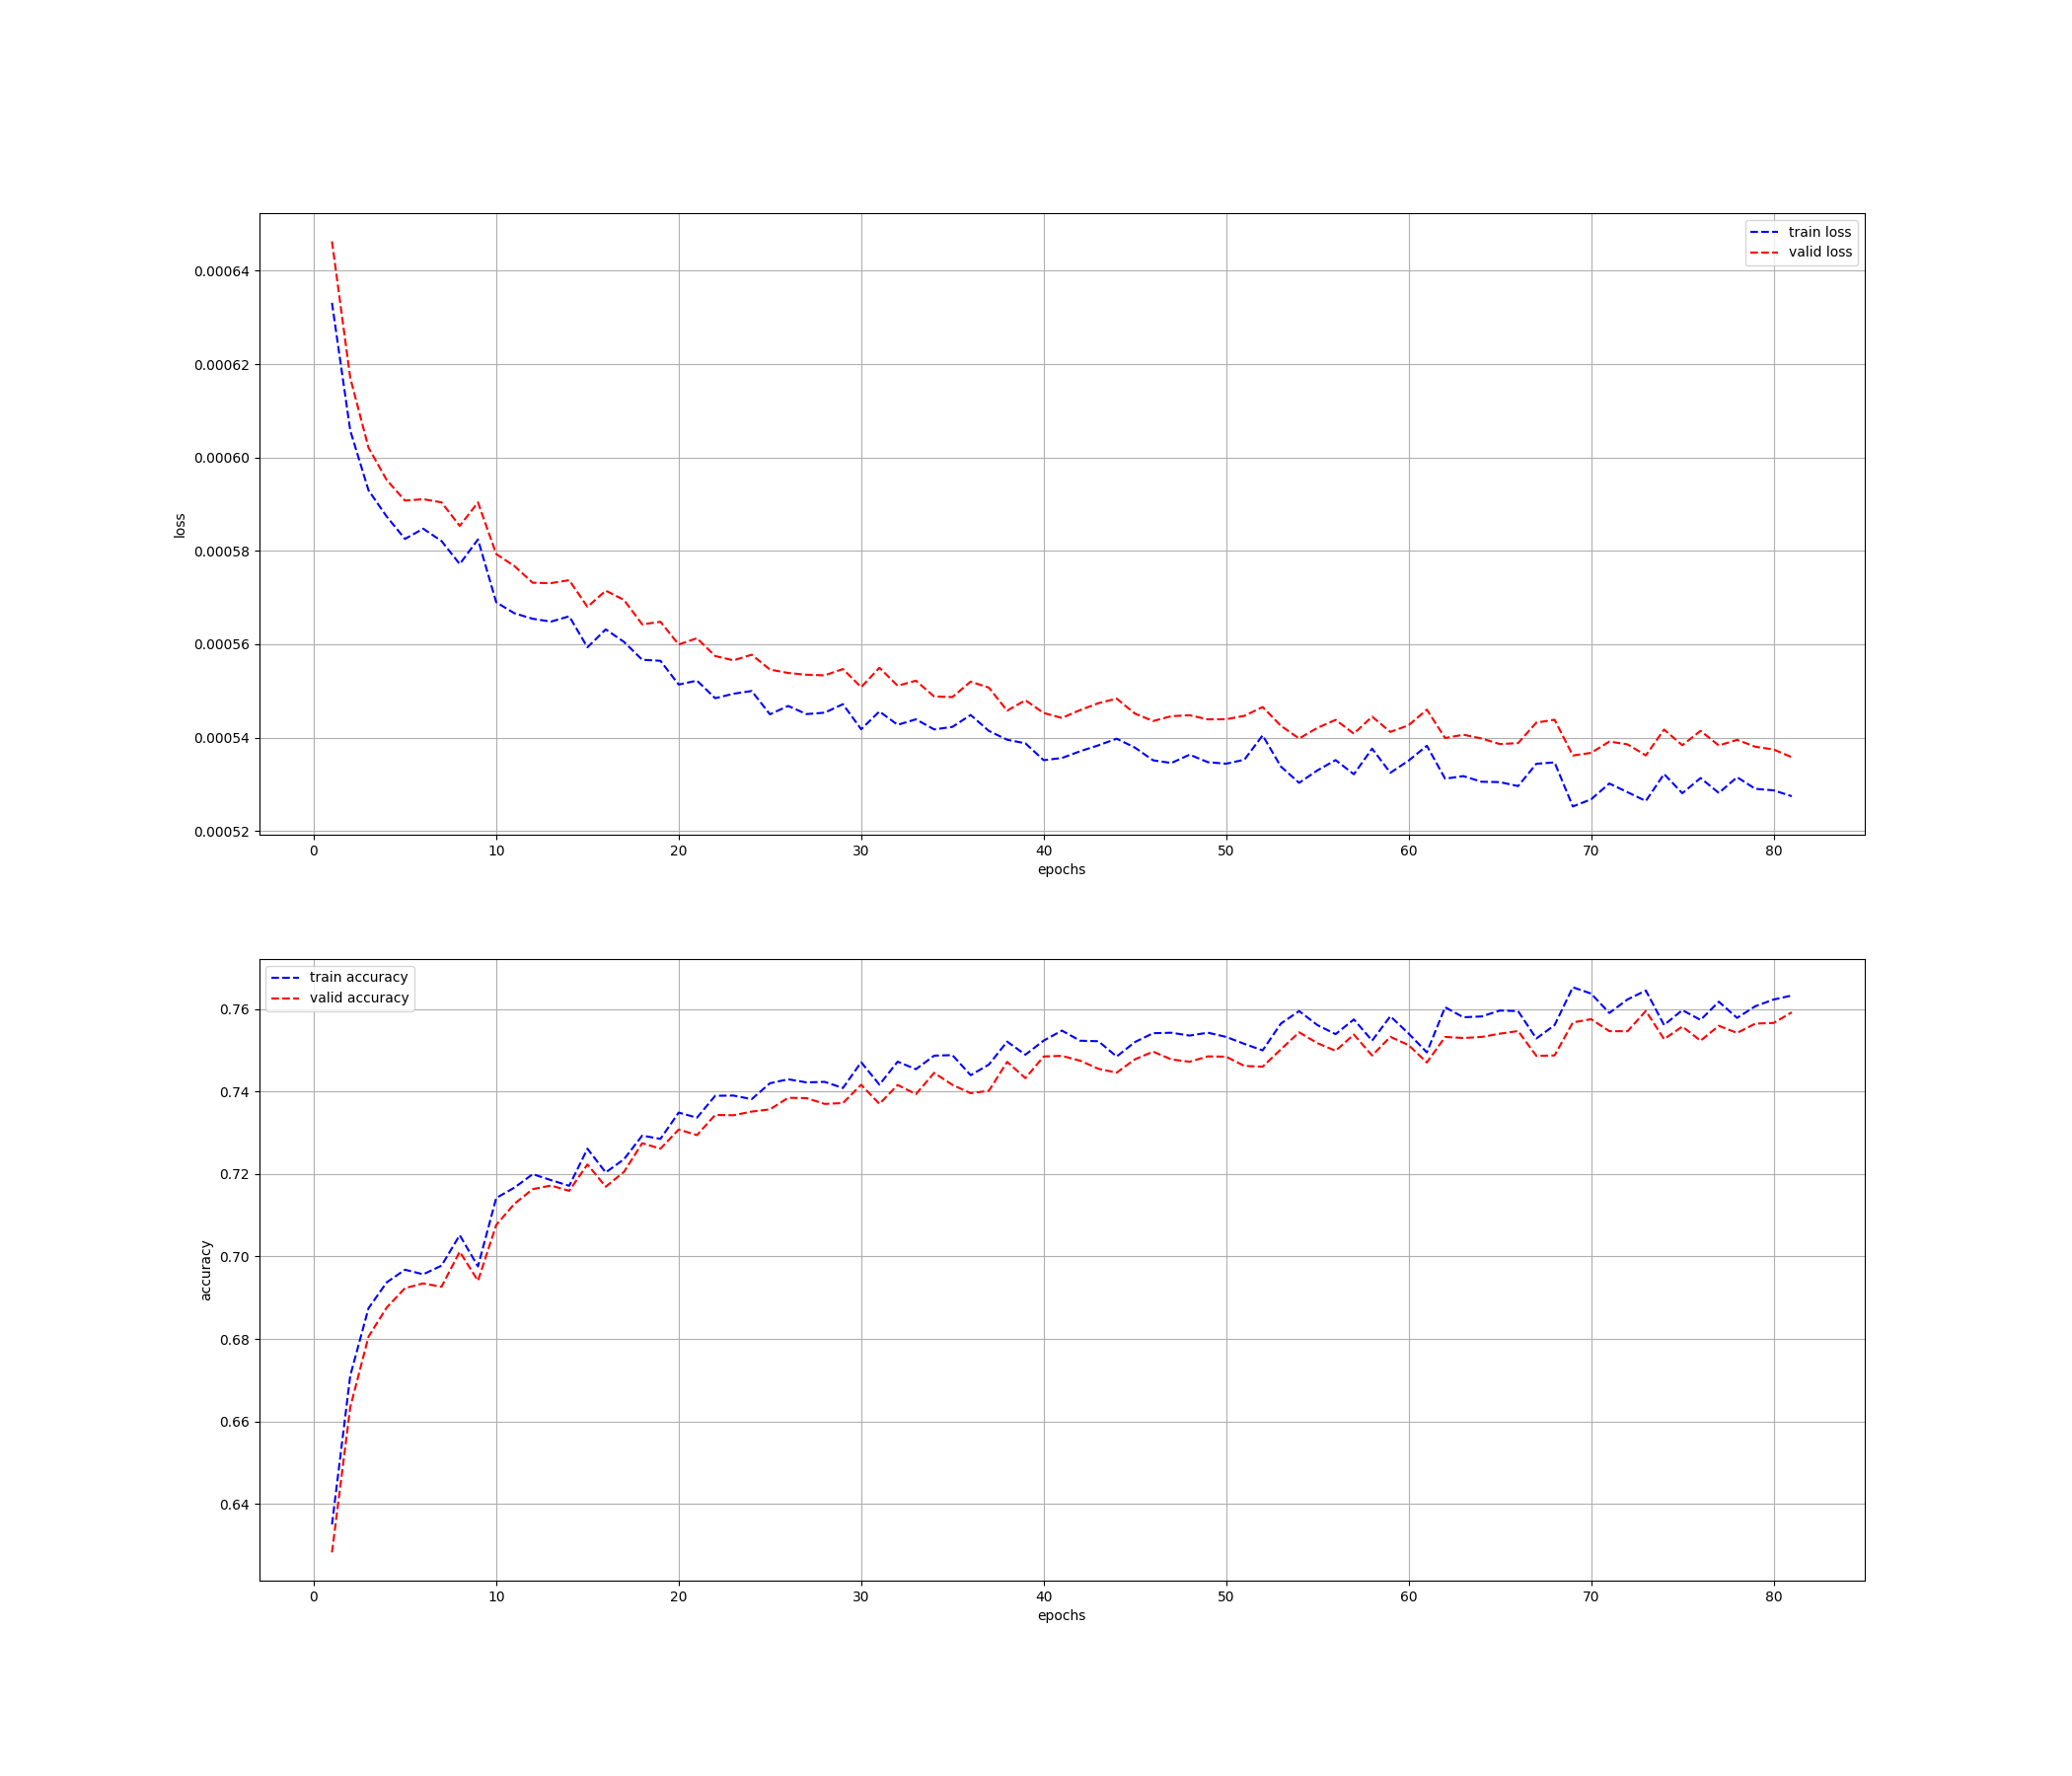 train loss
valid loss
0.00064
0.00062
0.00060
0.00058
0.00056
0.00054
0.00052
loss
0 10 20 30 40 50 60 70 80
epochs
train accuracy
valid accuracy
0.76
0.74
0.72
0.70
0.68
0.66
0.64
accuracy
0 10 20 30 40 50 60 70 80
epochs